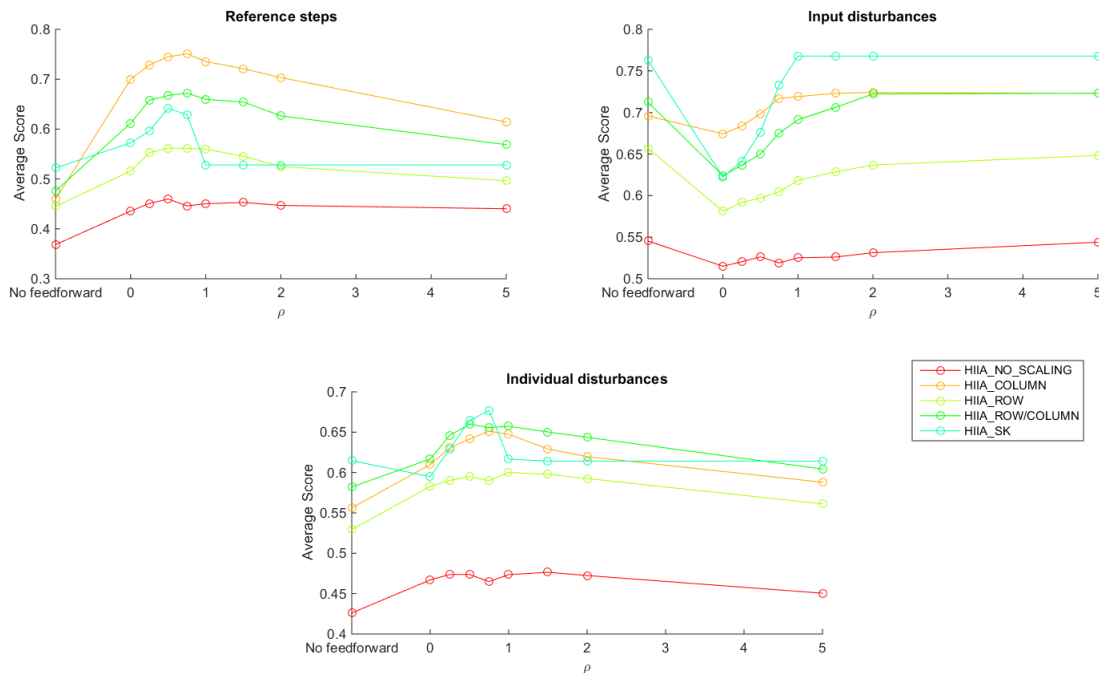 Reference steps
Average Score
0.8
0.7
0.6
0.5
0.4
0.3
No feedforward 0 1 2 3 4 5
ρ
Input disturbances
Average Score
0.8
0.75
0.7
0.65
0.6
0.55
0.5
No feedforward 0 1 2 3 4 5
ρ
Individual disturbances
Average Score
0.7
0.65
0.6
0.55
0.5
0.45
0.4
No feedforward 0 1 2 3 4 5
ρ
HIIA_NO_SCALING
HIIA_COLUMN
HIIA_ROW
HIIA_ROW/COLUMN
HIIA_SK